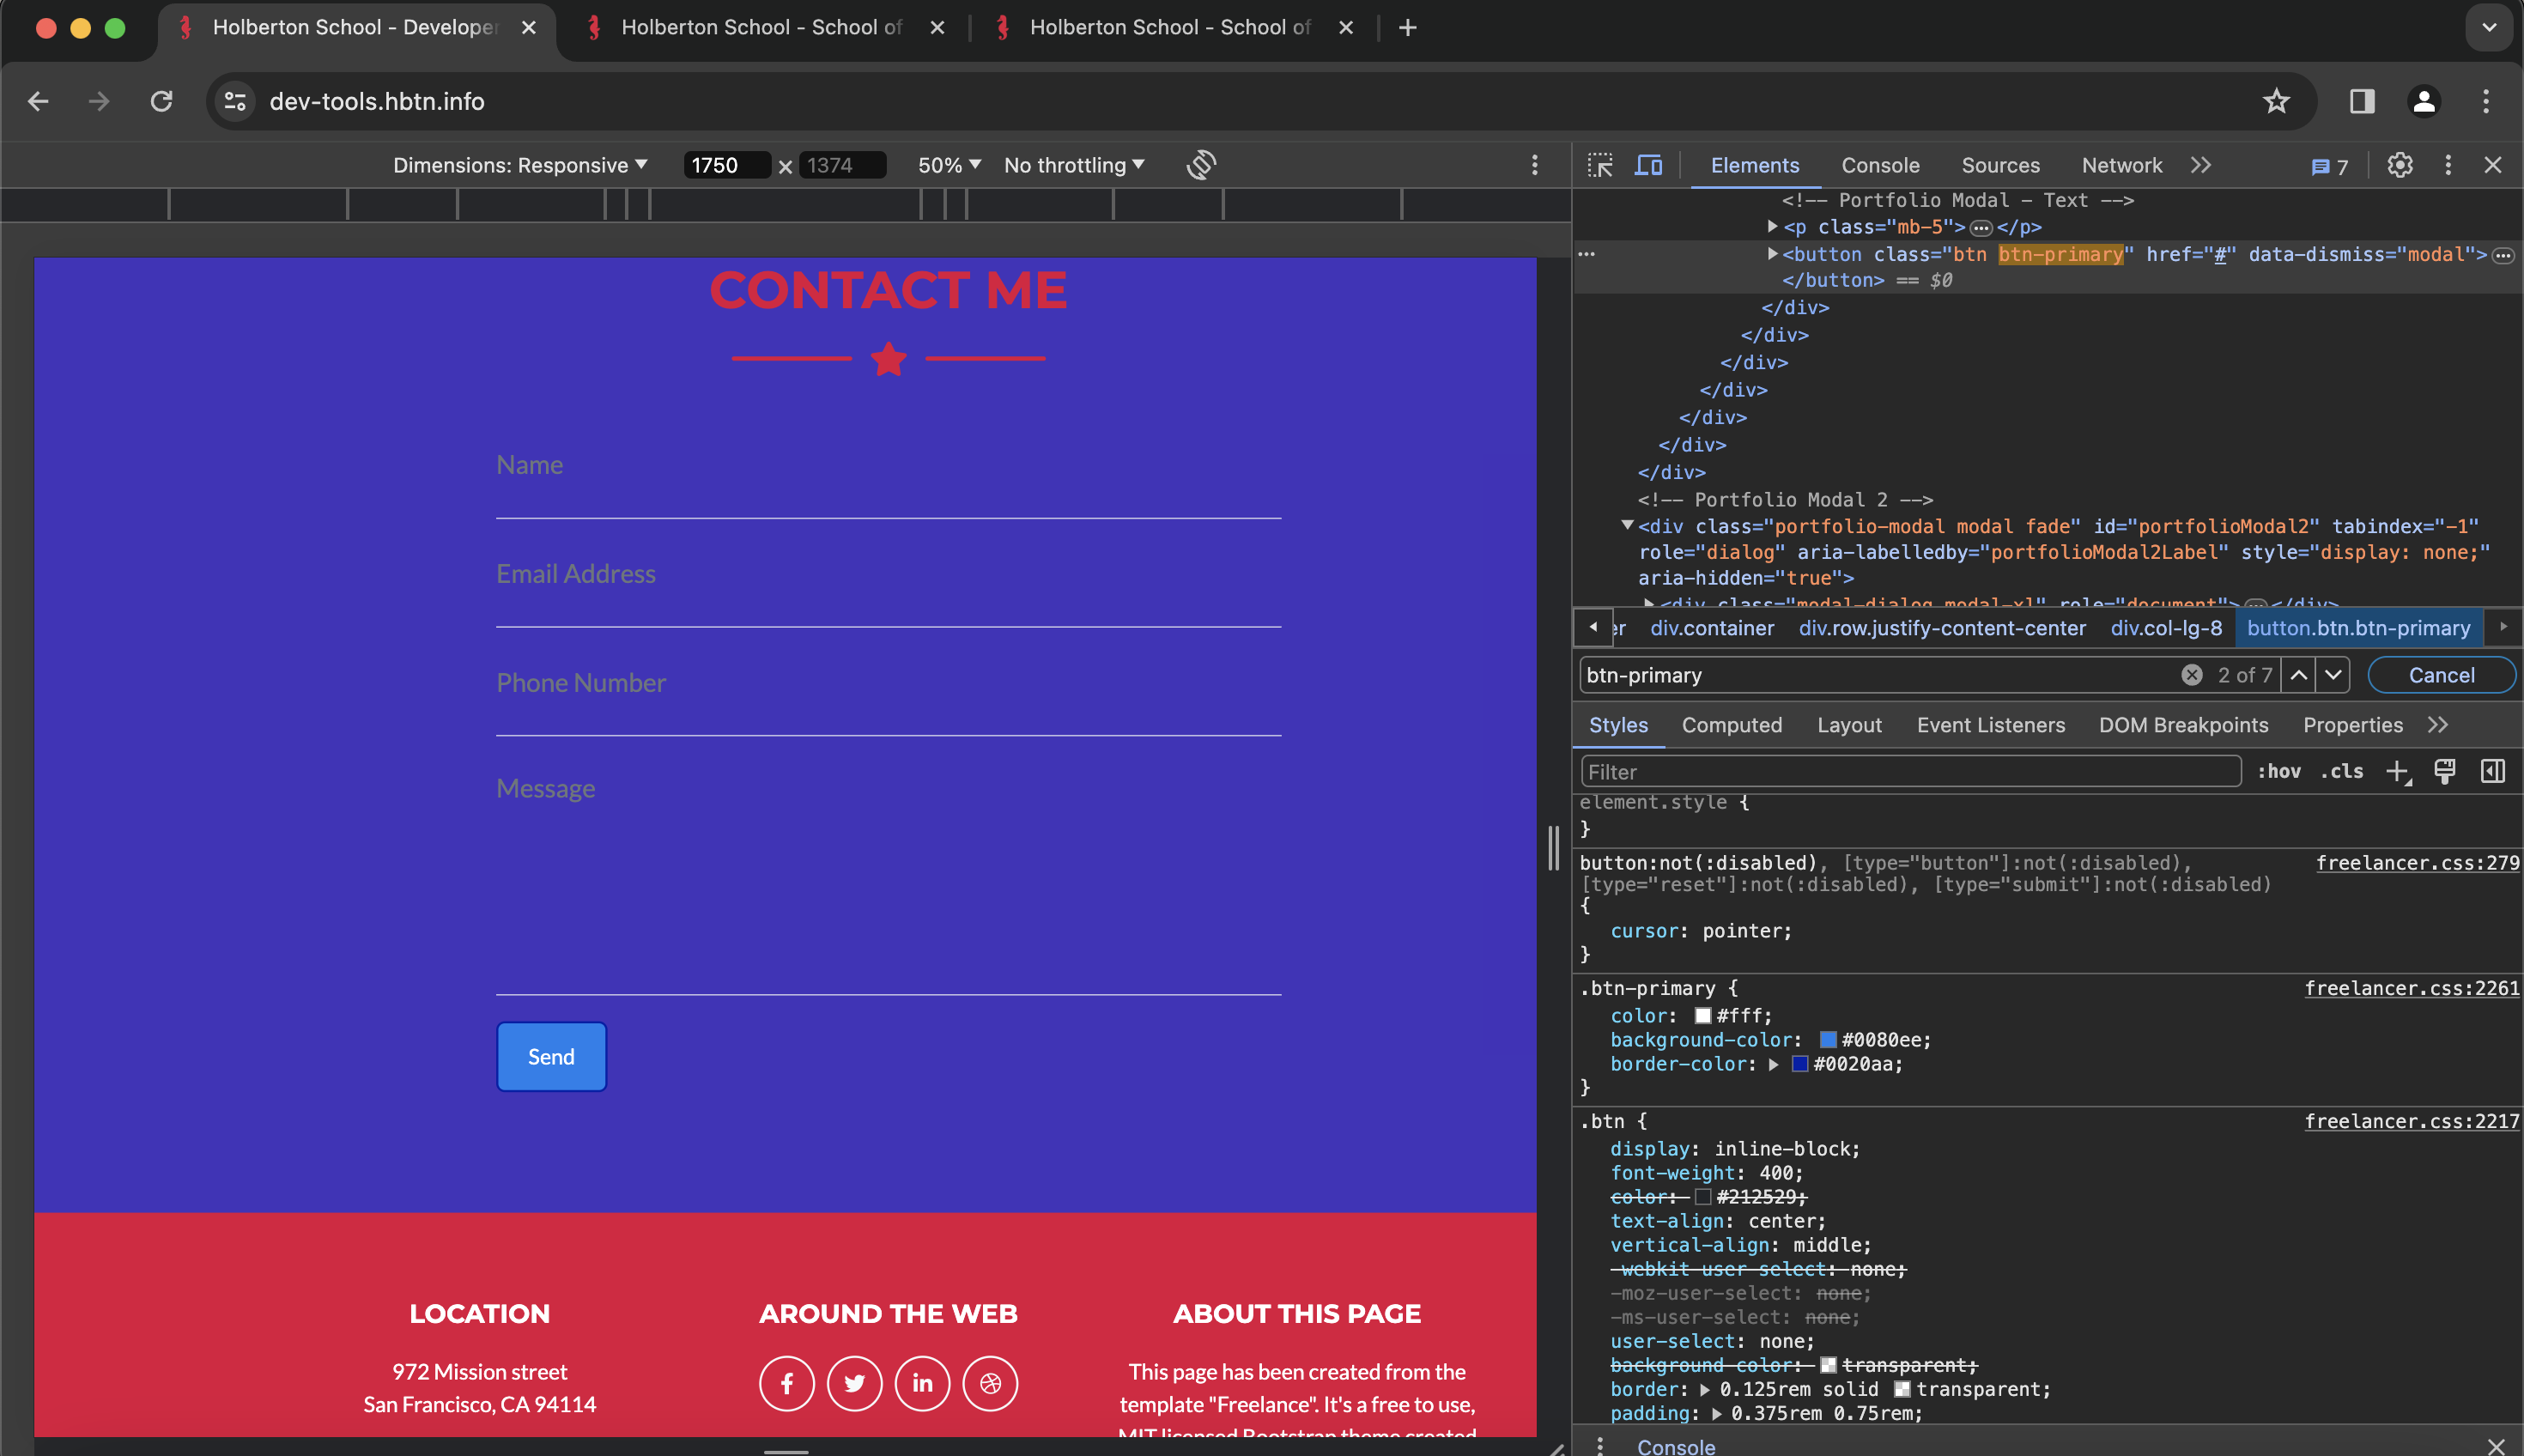 Holberton School - Developer
Holberton School - School of
Holberton School - School of
dev-tools.hbtn.info
Dimensions: Responsive 1750 × 1374 50% No throttling
CONTACT ME
Name
Email Address
Phone Number
Message
Send
LOCATION
972 Mission street
San Francisco, CA 94114
AROUND THE WEB
ABOUT THIS PAGE
This page has been created from the
template "Freelance". It's a free to use,
MIT licensed Bootstrap theme created
Elements Console Sources Network 7
<!-- Portfolio Modal - Text -->
<p class="mb-5">…</p>
<button class="btn btn-primary" href="#" data-dismiss="modal">…
</button> == $0
</div>
</div>
</div>
</div>
</div>
</div>
</div>
<!-- Portfolio Modal 2 -->
<div class="portfolio-modal modal fade" id="portfolioModal2" tabindex="-1"
role="dialog" aria-labelledby="portfolioModal2Label" style="display: none;"
aria-hidden="true">
<div class="modal-dialog modal-xl" role="document">…</div>
er div.container div.row.justify-content-center div.col-lg-8 button.btn.btn-primary
btn-primary 2 of 7 Cancel
Styles Computed Layout Event Listeners DOM Breakpoints Properties
Filter :hov .cls
element.style {
}
button:not(:disabled), [type="button"]:not(:disabled), freelancer.css:279
[type="reset"]:not(:disabled), [type="submit"]:not(:disabled)
{
cursor: pointer;
}
.btn-primary { freelancer.css:2261
color: #fff;
background-color: #0080ee;
border-color: #0020aa;
}
.btn { freelancer.css:2217
display: inline-block;
font-weight: 400;
color: #212529;
text-align: center;
vertical-align: middle;
-webkit-user-select: none;
-moz-user-select: none;
-ms-user-select: none;
user-select: none;
background-color: transparent;
border: 0.125rem solid transparent;
padding: 0.375rem 0.75rem;
Console